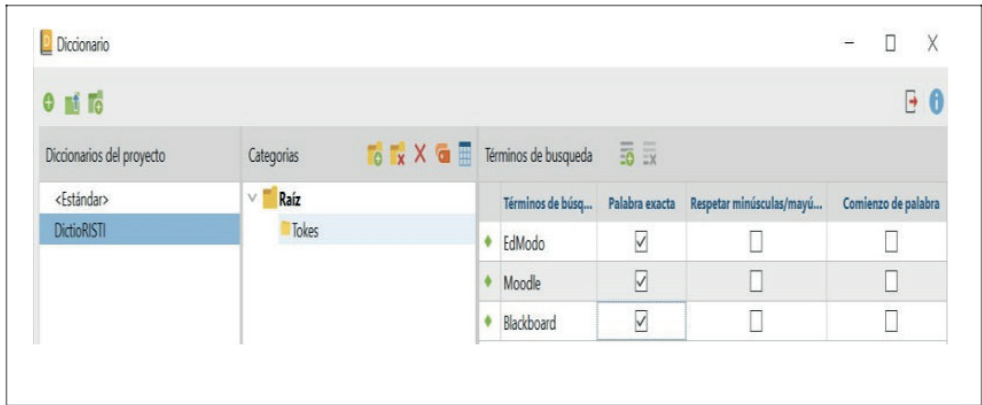 Diccionario
Diccionarios del proyecto
Categorias
Términos de busqueda
<Estándar>
DictioRISTI
Raíz
Tokes
Términos de búsq... Palabra exacta Respetar minúsculas/mayú... Comienzo de palabra
EdModo
Moodle
Blackboard